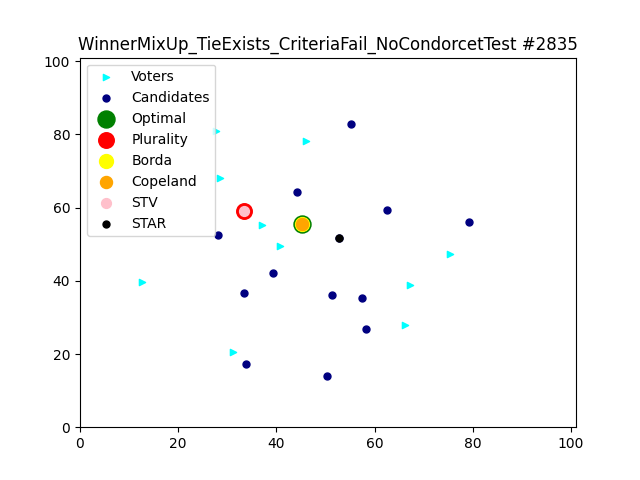 WinnerMixUp_TieExists_CriteriaFail_NoCondorcetTest #2835
100
80
60
40
20
0
Voters
Candidates
Optimal
Plurality
Borda
Copeland
STV
STAR
0 20 40 60 80 100